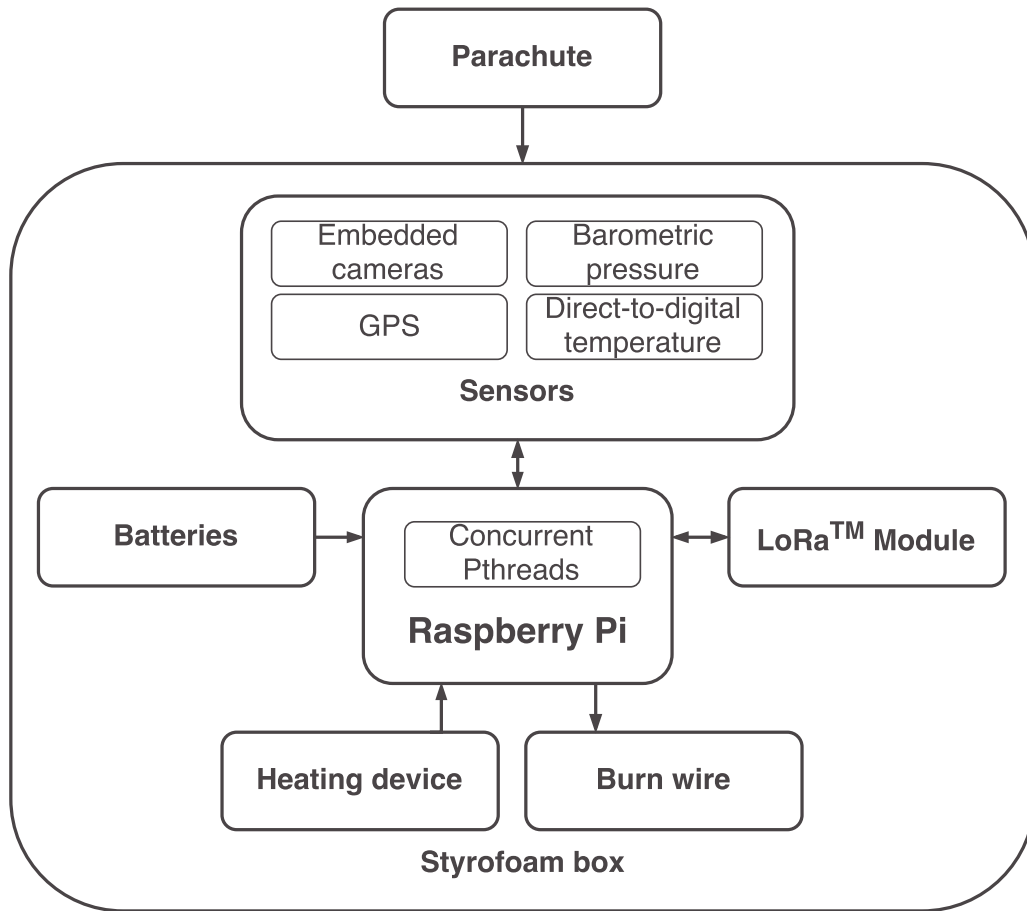 Parachute
Embedded
cameras
Barometric
pressure
GPS
Direct-to-digital
temperature
Sensors
Batteries
Concurrent
Pthreads
Raspberry Pi
LoRa™ Module
Heating device
Burn wire
Styrofoam box